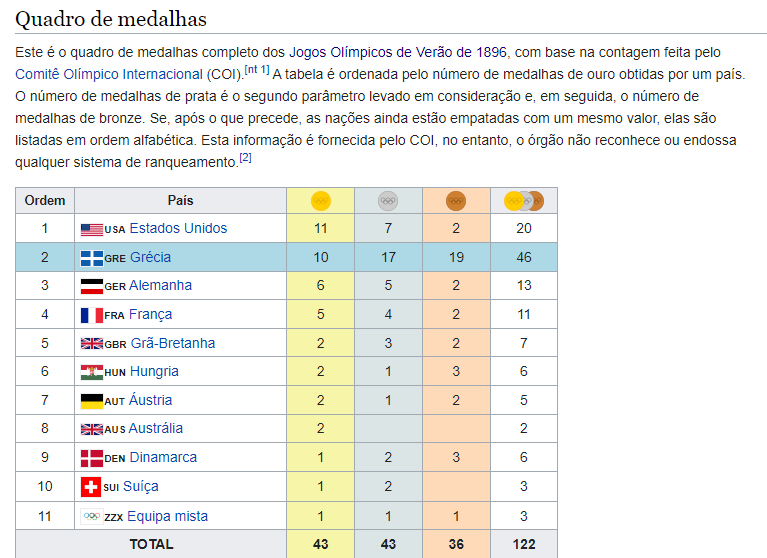 Quadro de medalhas
Este é o quadro de medalhas completo dos Jogos Olímpicos de Verão de 1896, com base na contagem feita pelo
Comitê Olímpico Internacional (COI).[nt 1] A tabela é ordenada pelo número de medalhas de ouro obtidas por um país.
O número de medalhas de prata é o segundo parâmetro levado em consideração e, em seguida, o número de
medalhas de bronze. Se, após o que precede, as nações ainda estão empatadas com um mesmo valor, elas são
listadas em ordem alfabética. Esta informação é fornecida pelo COI, no entanto, o órgão não reconhece ou endossa
qualquer sistema de ranqueamento.[2]
Ordem País
1 USA Estados Unidos 11 7 2 20
2 GRE Grécia 10 17 19 46
3 GER Alemanha 6 5 2 13
4 FRA França 5 4 2 11
5 GBR Grã-Bretanha 2 3 2 7
6 HUN Hungria 2 1 3 6
7 AUT Áustria 2 1 2 5
8 AUS Austrália 2 2
9 DEN Dinamarca 1 2 3 6
10 SUI Suíça 1 2 3
11 ZZX Equipa mista 1 1 1 3
TOTAL 43 43 36 122